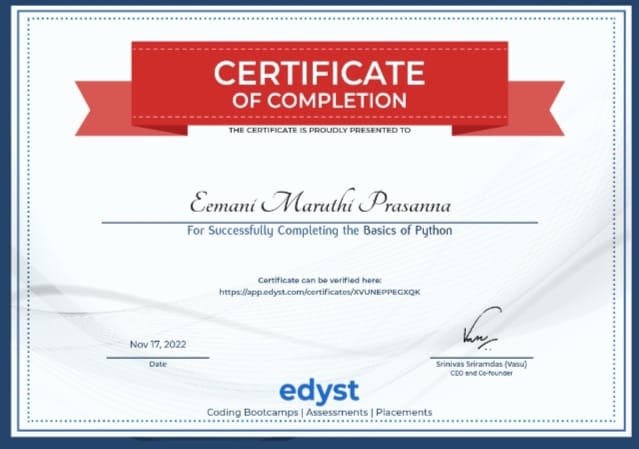 CERTIFICATE
OF COMPLETION
THE CERTIFICATE IS PROUDLY PRESENTED TO
Eemani Maruthi Prasanna
For Successfully Completing the Basics of Python
Certificate can be verified here:
https://app.edyst.com/certificates/XVUNEPPEGXQK
Nov 17, 2022
Date
Srinivas Sriramdas (Vasu)
CEO and Co-founder
edyst
Coding Bootcamps | Assessments | Placements